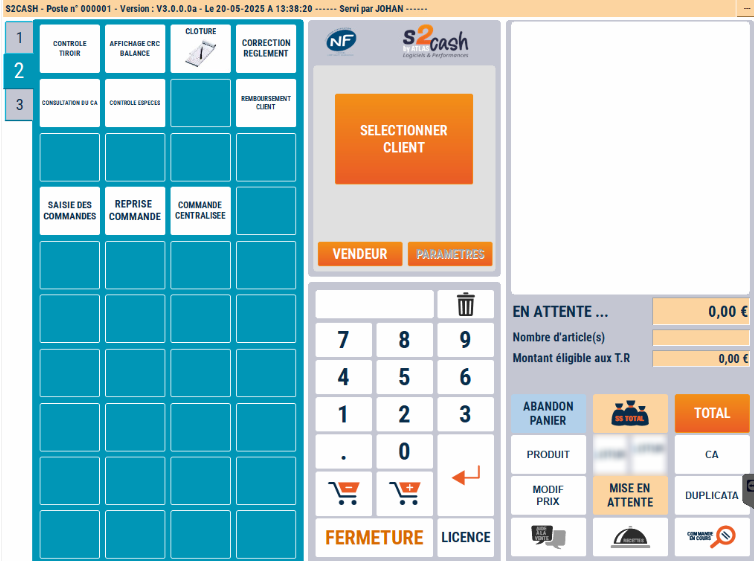 S2CASH - Poste n° 000001 - Version : V3.0.0.0a - Le 20-05-2025 A 13:38:20 ------ Servi par JOHAN ------
1
2
3
CONTROLE
TIROIR
AFFICHAGE CRC
BALANCE
CLOTURE
CORRECTION
REGLEMENT
CONSULTATION DU CA
CONTROLE ESPECES
REMBOURSEMENT
CLIENT
SAISIE DES
COMMANDES
REPRISE
COMMANDE
COMMANDE
CENTRALISEE
NF
S2cash
by ATLAS
Logiciels & Performances
SELECTIONNER
CLIENT
VENDEUR
PARAMETRES
7
8
9
4
5
6
1
2
3
.
0
FERMETURE
LICENCE
EN ATTENTE ...
0,00 €
Nombre d'article(s)
Montant éligible aux T.R
0,00 €
ABANDON
PANIER
SS TOTAL
TOTAL
PRODUIT
CA
MODIF
PRIX
MISE EN
ATTENTE
DUPLICATA
AIDE
A LA
VENTE
RECETTES
COMMANDE
EN COURS